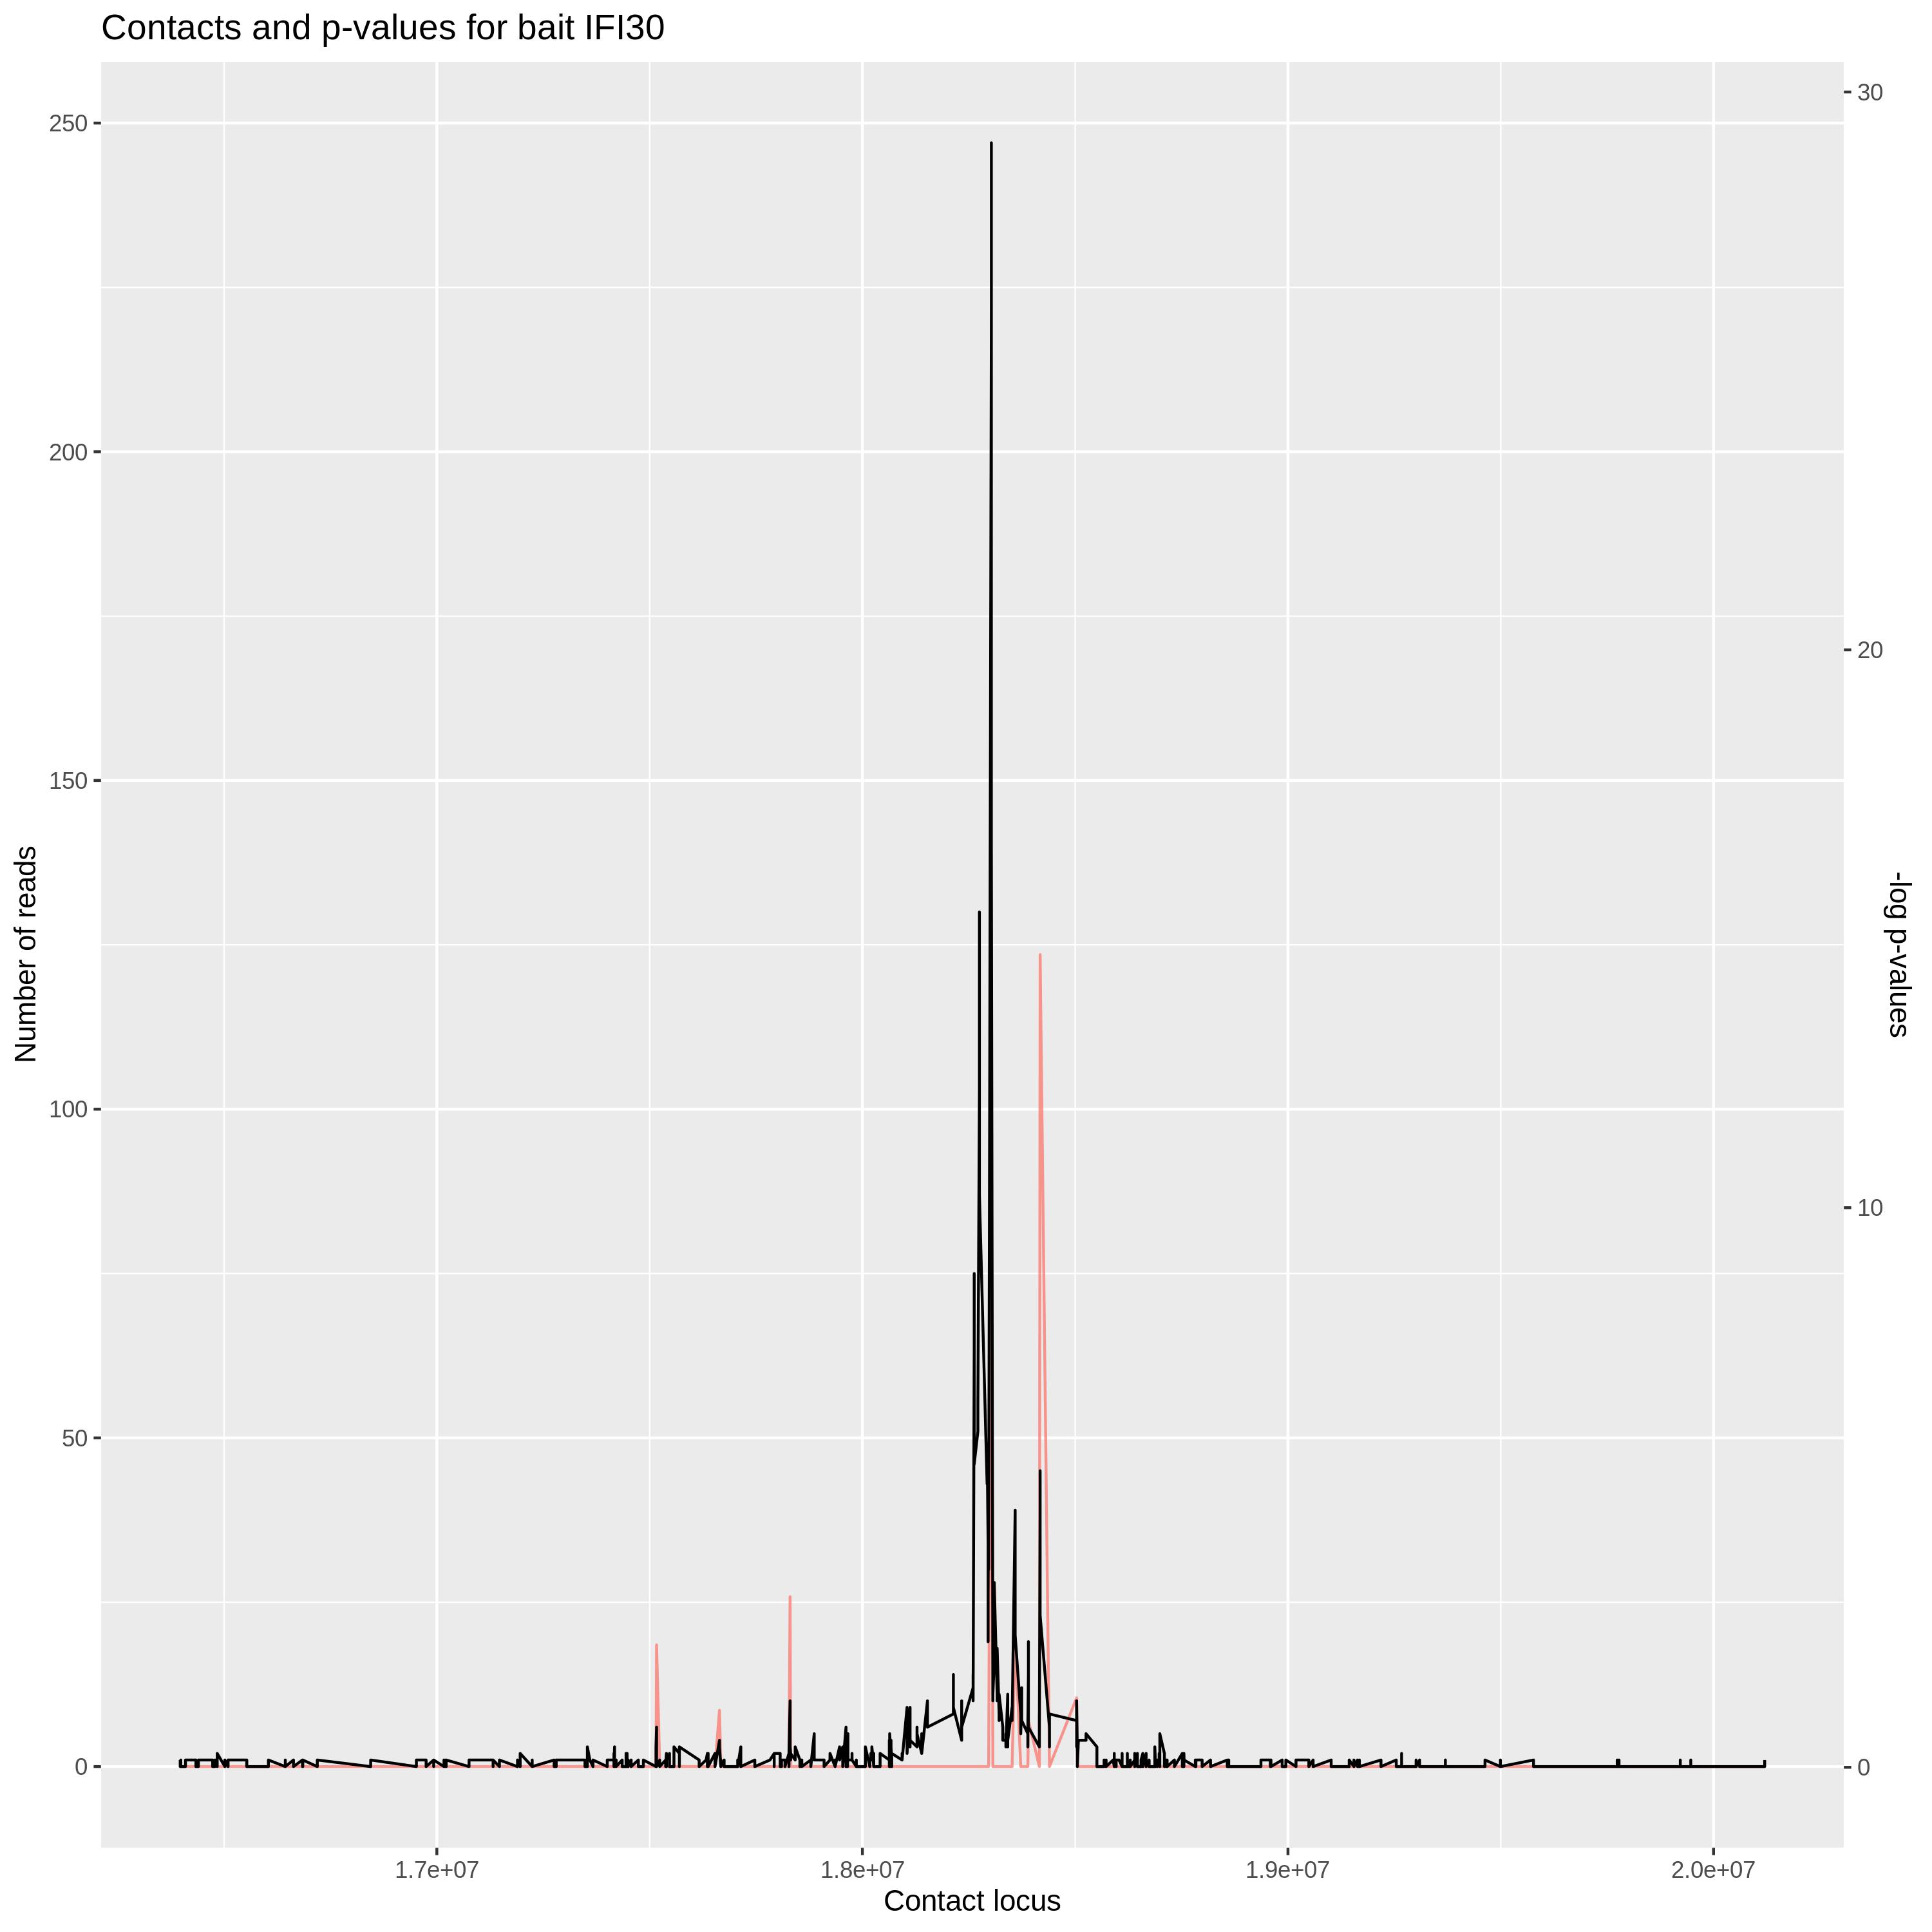 Contacts and p-values for bait IFI30
250
200
150
100
50
0
Number of reads
30
20
10
0
-log p-values
1.7e+07
1.8e+07
1.9e+07
2.0e+07
Contact locus